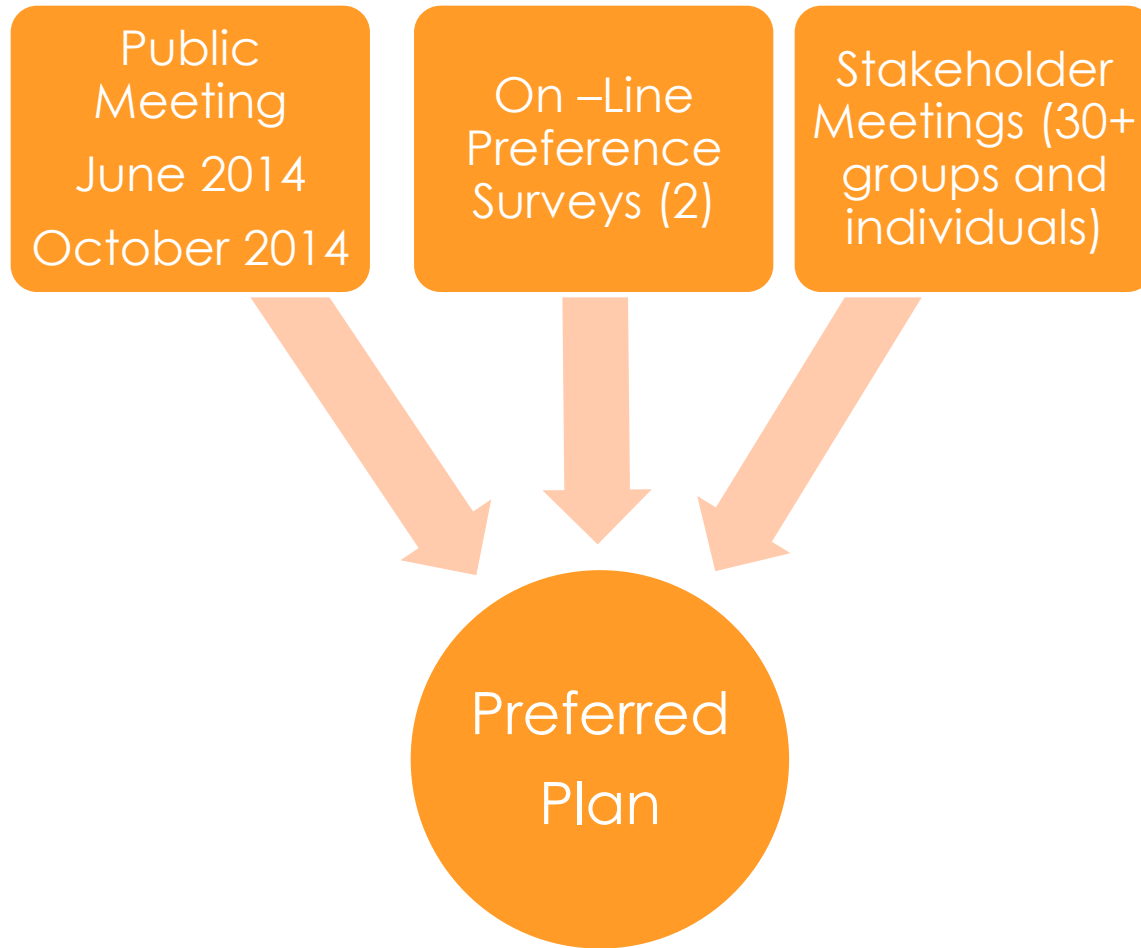 Public
Meeting
June 2014
October 2014
On –Line
Preference
Surveys (2)
Stakeholder
Meetings (30+
groups and
individuals)
Preferred
Plan